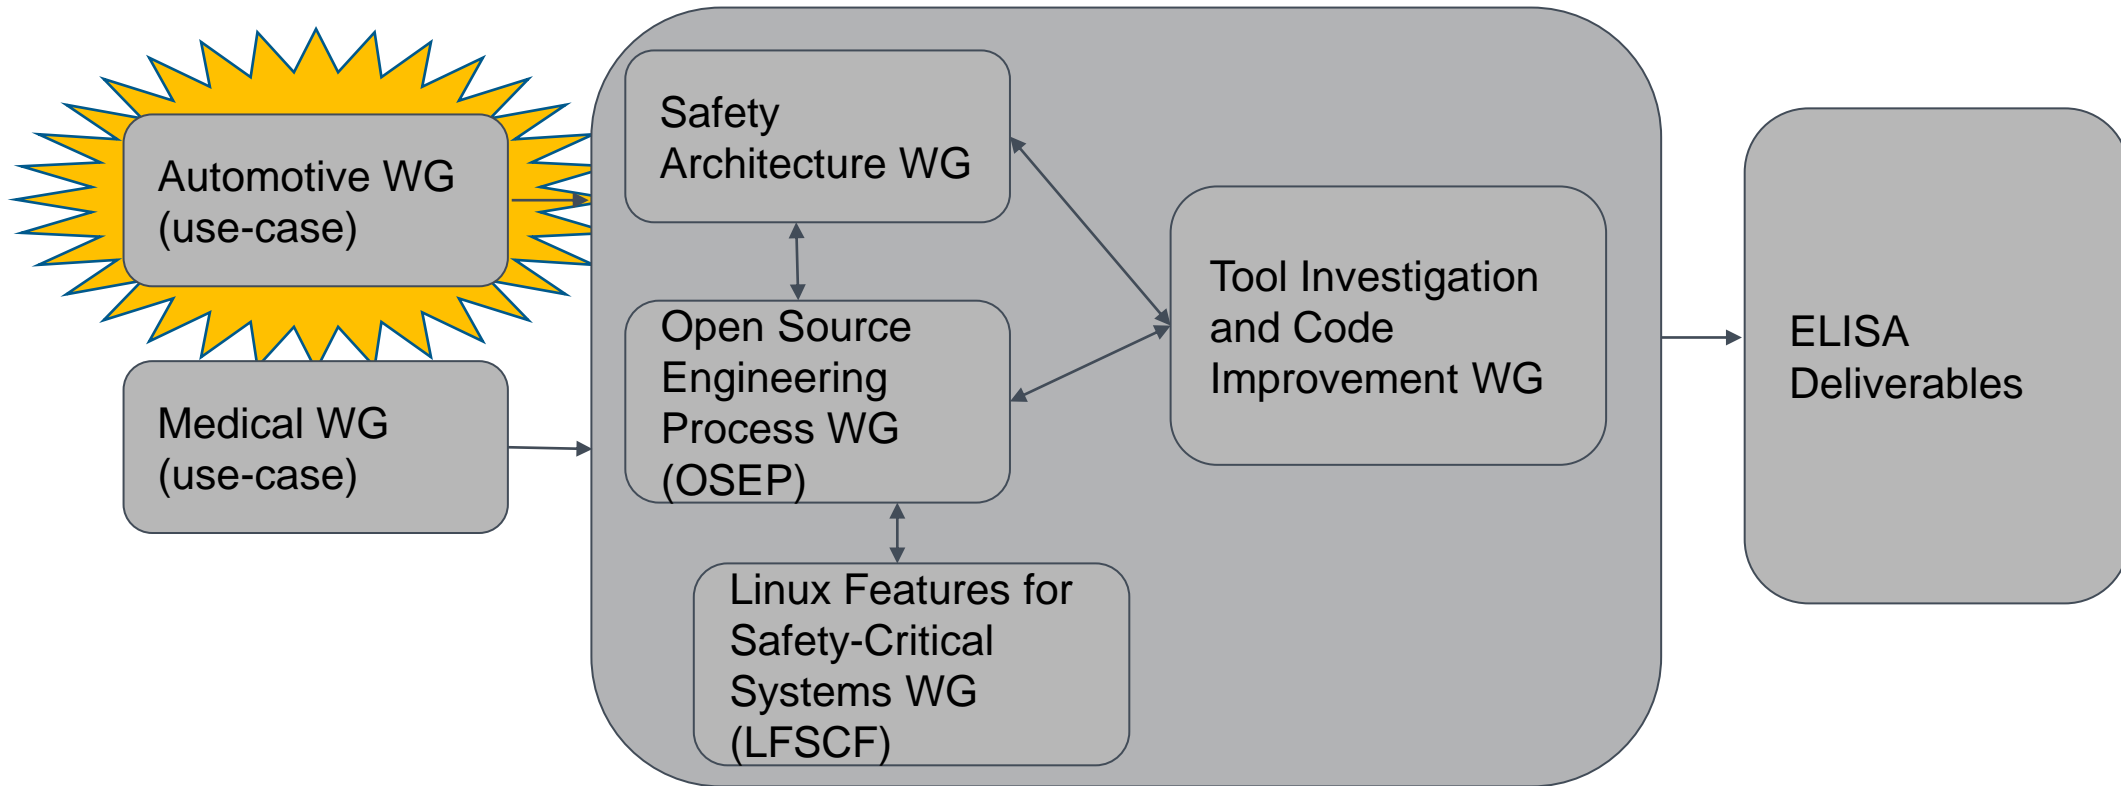 Automotive WG
(use-case)
Medical WG
(use-case)
Safety
Architecture WG
Open Source
Engineering
Process WG
(OSEP)
Linux Features for
Safety-Critical
Systems WG
(LFSCF)
Tool Investigation
and Code
Improvement WG
ELISA
Deliverables